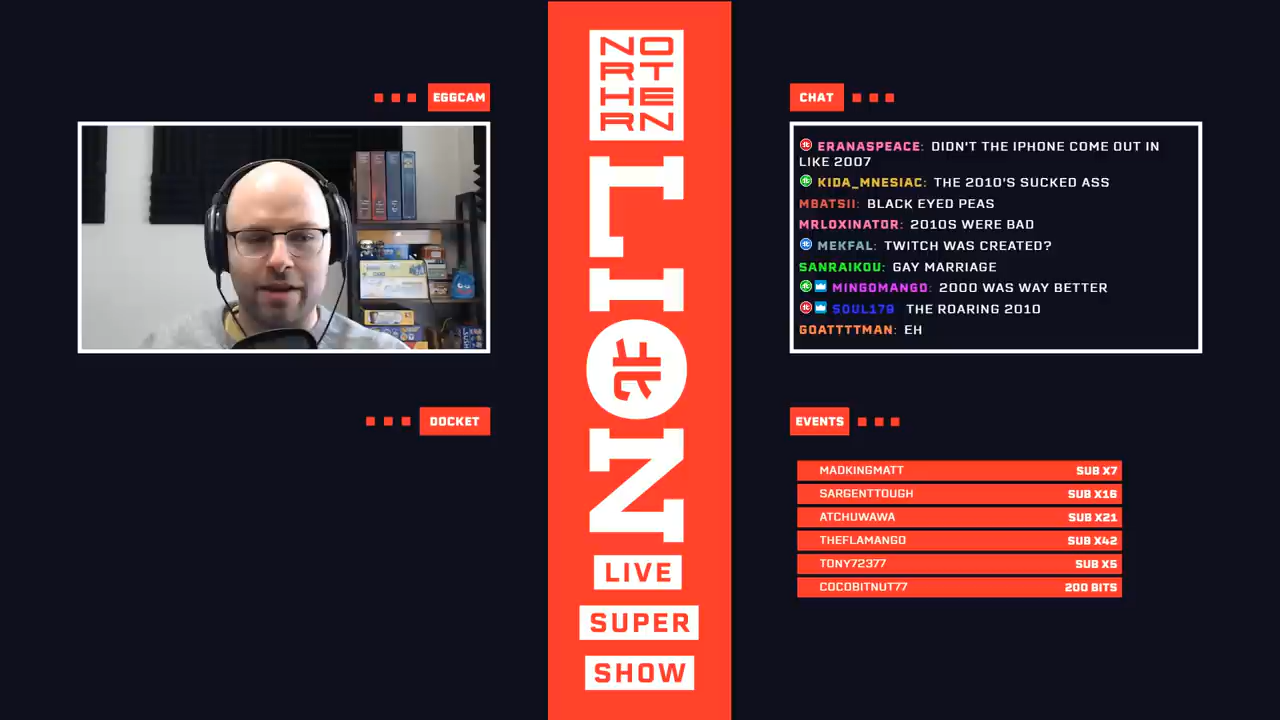 EGGCAM
NO
RT
HE
RN
LION
LIVE
SUPER
SHOW
CHAT
ERANASPEACE: DIDN'T THE IPHONE COME OUT IN
LIKE 2007
KIDA_MNESIAC: THE 2010'S SUCKED ASS
MBATSII: BLACK EYED PEAS
MRLOXINATOR: 2010S WERE BAD
MEKFAL: TWITCH WAS CREATED?
SANRAIKOU: GAY MARRIAGE
MINGOMANGO: 2000 WAS WAY BETTER
SOUL179 THE ROARING 2010
GOATTTTMAN: EH
DOCKET
EVENTS
MADKINGMATT SUB X7
SARGENTTOUGH SUB X16
ATCHUWAWA SUB X21
THEFLAMANGO SUB X42
TONY72377 SUB X5
COCOBITNUT77 200 BITS